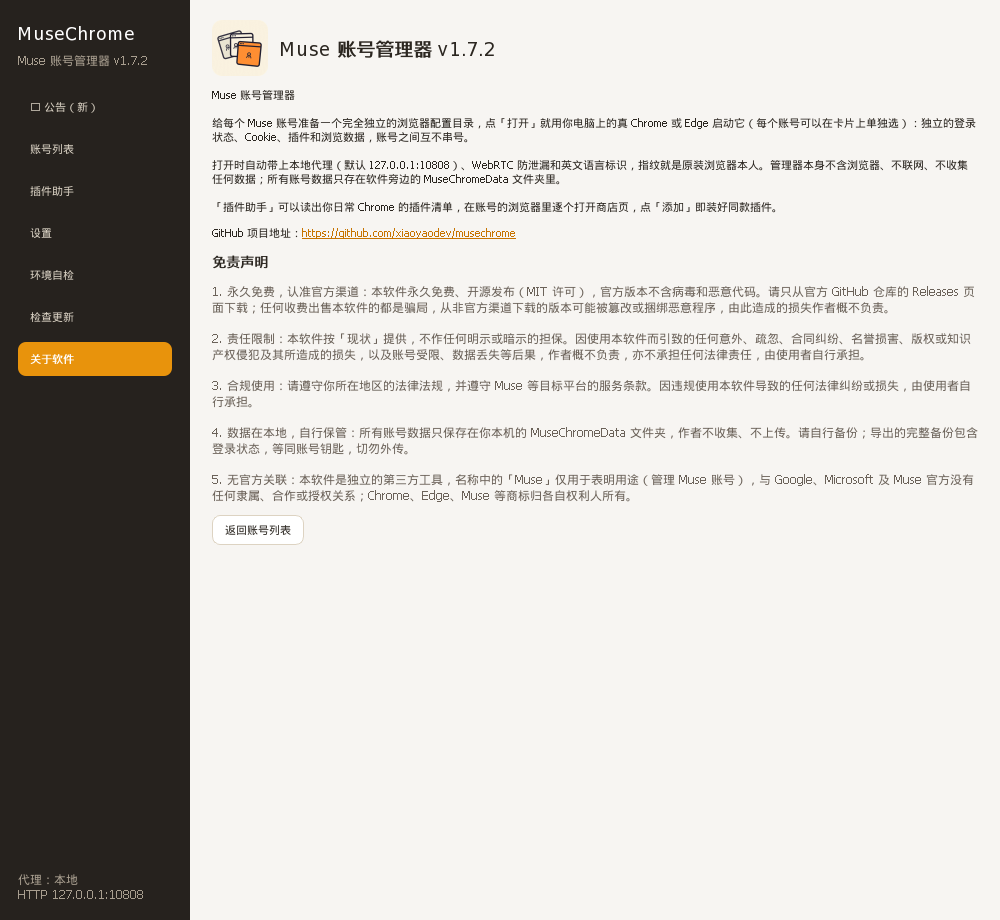 MuseChrome
Muse 账号管理器 v1.7.2
公告（新）
账号列表
插件助手
设置
环境自检
检查更新
关于软件
代理：本地
HTTP 127.0.0.1:10808
Muse 账号管理器 v1.7.2
Muse 账号管理器
给每个 Muse 账号准备一个完全独立的浏览器配置目录，点「打开」就用你电脑上的真 Chrome 或 Edge 启动它（每个账号可以在卡片上单独选）：独立的登录
状态、Cookie、插件和浏览数据，账号之间互不串号。
打开时自动带上本地代理（默认 127.0.0.1:10808）、WebRTC 防泄漏和英文语言标识，指纹就是原装浏览器本人。管理器本身不含浏览器、不联网、不收集
任何数据；所有账号数据只存在软件旁边的 MuseChromeData 文件夹里。
「插件助手」可以读出你日常 Chrome 的插件清单，在账号的浏览器里逐个打开商店页，点「添加」即装好同款插件。
GitHub 项目地址：https://github.com/xiaoyaodev/musechrome
免责声明
1. 永久免费，认准官方渠道：本软件永久免费、开源发布（MIT 许可），官方版本不含病毒和恶意代码。请只从官方 GitHub 仓库的 Releases 页
面下载；任何收费出售本软件的都是骗局，从非官方渠道下载的版本可能被篡改或捆绑恶意程序，由此造成的损失作者概不负责。
2. 责任限制：本软件按「现状」提供，不作任何明示或暗示的担保。因使用本软件而引致的任何意外、疏忽、合同纠纷、名誉损害、版权或知识
产权侵犯及其所造成的损失，以及账号受限、数据丢失等后果，作者概不负责，亦不承担任何法律责任，由使用者自行承担。
3. 合规使用：请遵守你所在地区的法律法规，并遵守 Muse 等目标平台的服务条款。因违规使用本软件导致的任何法律纠纷或损失，由使用者自
行承担。
4. 数据在本地，自行保管：所有账号数据只保存在你本机的 MuseChromeData 文件夹，作者不收集、不上传。请自行备份；导出的完整备份包含
登录状态，等同账号钥匙，切勿外传。
5. 无官方关联：本软件是独立的第三方工具，名称中的「Muse」仅用于表明用途（管理 Muse 账号），与 Google、Microsoft 及 Muse 官方没有
任何隶属、合作或授权关系；Chrome、Edge、Muse 等商标归各自权利人所有。
返回账号列表